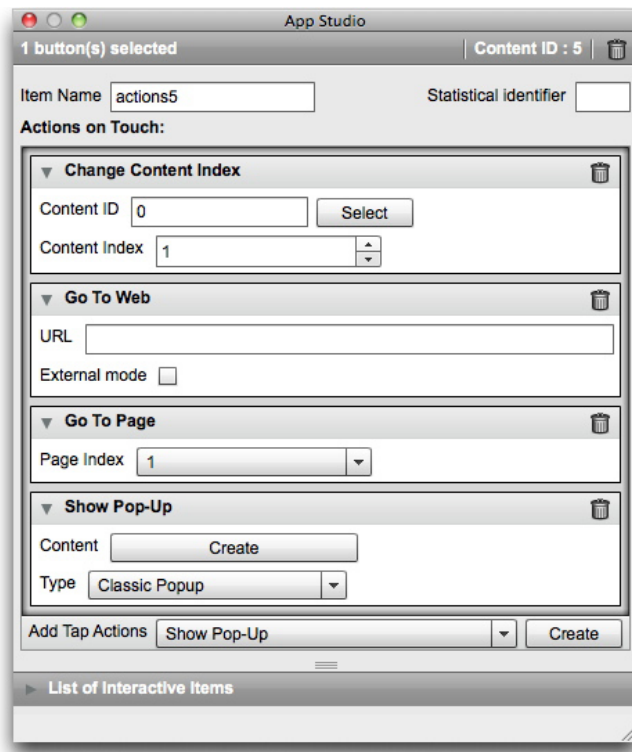 App Studio
1 button(s) selected Content ID : 5
Item Name actions5 Statistical identifier
Actions on Touch:
Change Content Index
Content ID 0 Select
Content Index 1
Go To Web
URL
External mode
Go To Page
Page Index 1
Show Pop-Up
Content Create
Type Classic Popup
Add Tap Actions Show Pop-Up Create
List of Interactive Items